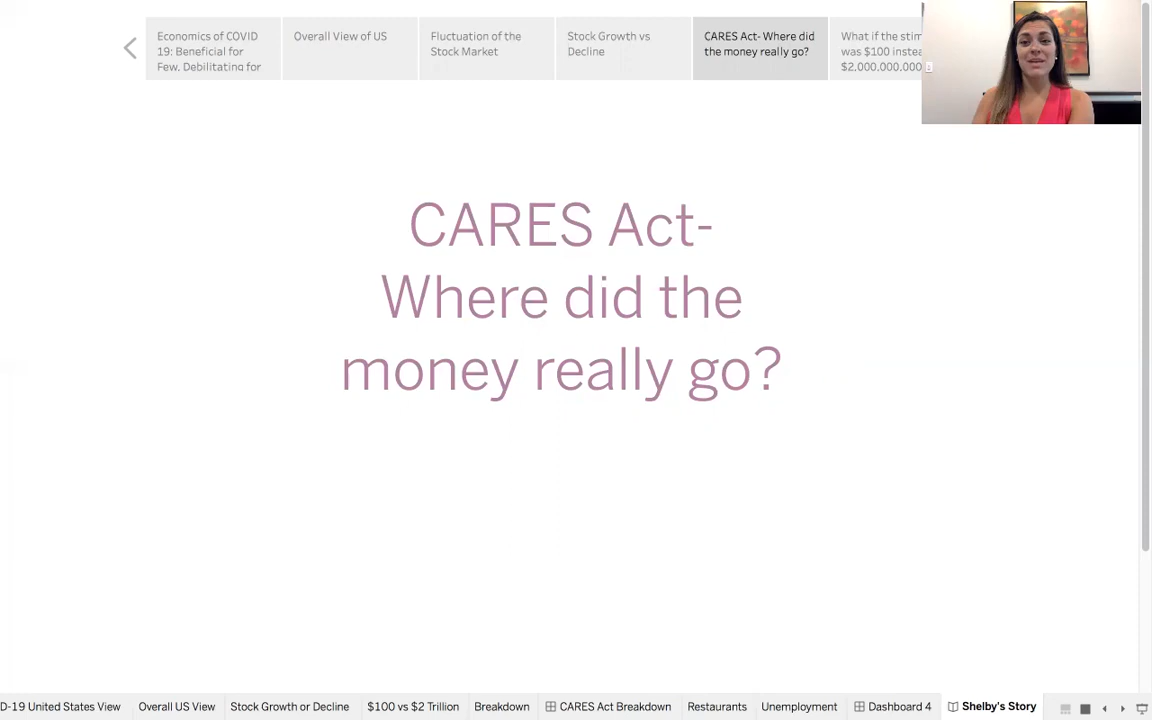 Economics of COVID
19: Beneficial for
Few, Debilitating for
Overall View of US
Fluctuation of the
Stock Market
Stock Growth vs
Decline
CARES Act- Where did
the money really go?
What if the stim
was $100 instea
$2,000,000,000
CARES Act-
Where did the
money really go?
D-19 United States View
Overall US View
Stock Growth or Decline
$100 vs $2 Trillion
Breakdown
CARES Act Breakdown
Restaurants
Unemployment
Dashboard 4
Shelby's Story